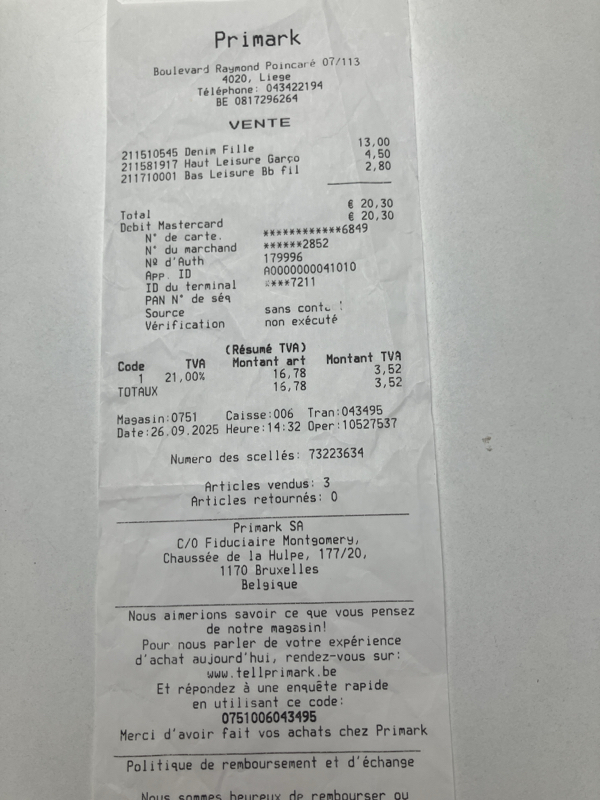 Primark
Boulevard Raymond Poincaré 07/113
4020, Liege
Téléphone: 043422194
BE 0817296264
VENTE
211510545 Denim Fille 13,00
211581917 Haut Leisure Garço 4,50
211710001 Bas Leisure Bb fil 2,80
Total € 20,30
Debit Mastercard € 20,30
N° de carte. ************6849
N° du marchand ******2852
Nº d'Auth 179996
App. ID A0000000041010
ID du terminal ****7211
PAN N° de séq
Source sans
Vérification non exécuté
(Résumé TVA)
Code TVA Montant art Montant TVA
1 21,00% 16,78 3,52
TOTAUX 16,78 3,52
Magasin:0751 Caisse:006 Tran:043495
Date:26.09.2025 Heure:14:32 Oper:10527537
Numero des scellés: 73223634
Articles vendus: 3
Articles retournés: 0
Primark SA
C/O Fiduciaire Montgomery,
Chaussée de la Hulpe, 177/20,
1170 Bruxelles
Belgique
Nous aimerions savoir ce que vous pensez
de notre magasin!
Pour nous parler de votre expérience
d'achat aujourd'hui, rendez-vous sur:
www.tellprimark.be
Et répondez à une enquête rapide
en utilisant ce code:
0751006043495
Merci d'avoir fait vos achats chez Primark
Politique de remboursement et d'échange
Nous sommes heureux de rembourser ou